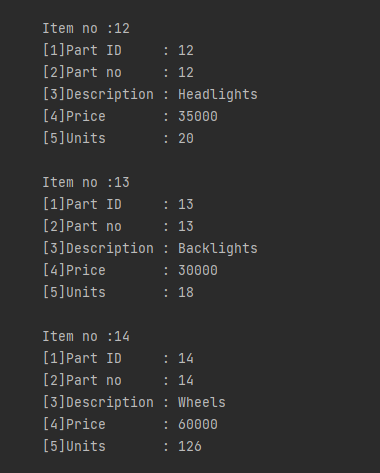 Item no :12
[1]Part ID     : 12
[2]Part no     : 12
[3]Description : Headlights
[4]Price       : 35000
[5]Units       : 20
Item no :13
[1]Part ID     : 13
[2]Part no     : 13
[3]Description : Backlights
[4]Price       : 30000
[5]Units       : 18
Item no :14
[1]Part ID     : 14
[2]Part no     : 14
[3]Description : Wheels
[4]Price       : 60000
[5]Units       : 126